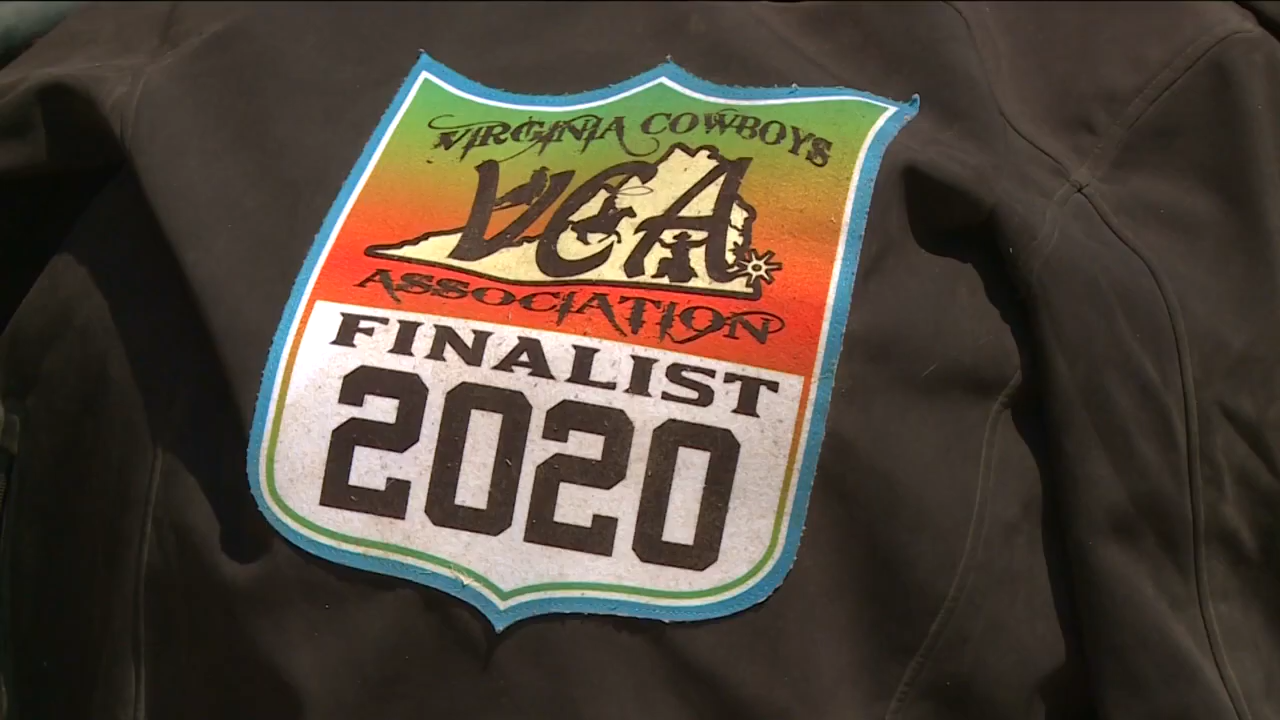 VIRGINIA COWBOYS
VCA
ASSOCIATION
FINALIST
2020